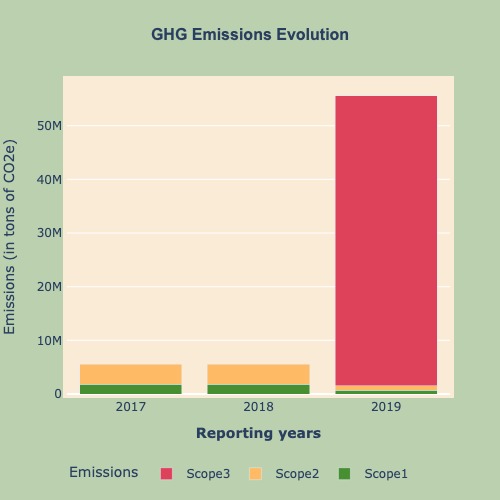 GHG Emissions Evolution
Emissions (in tons of CO2e)
50M
40M
30M
20M
10M
0
2017 2018 2019
Reporting years
Emissions Scope3 Scope2 Scope1